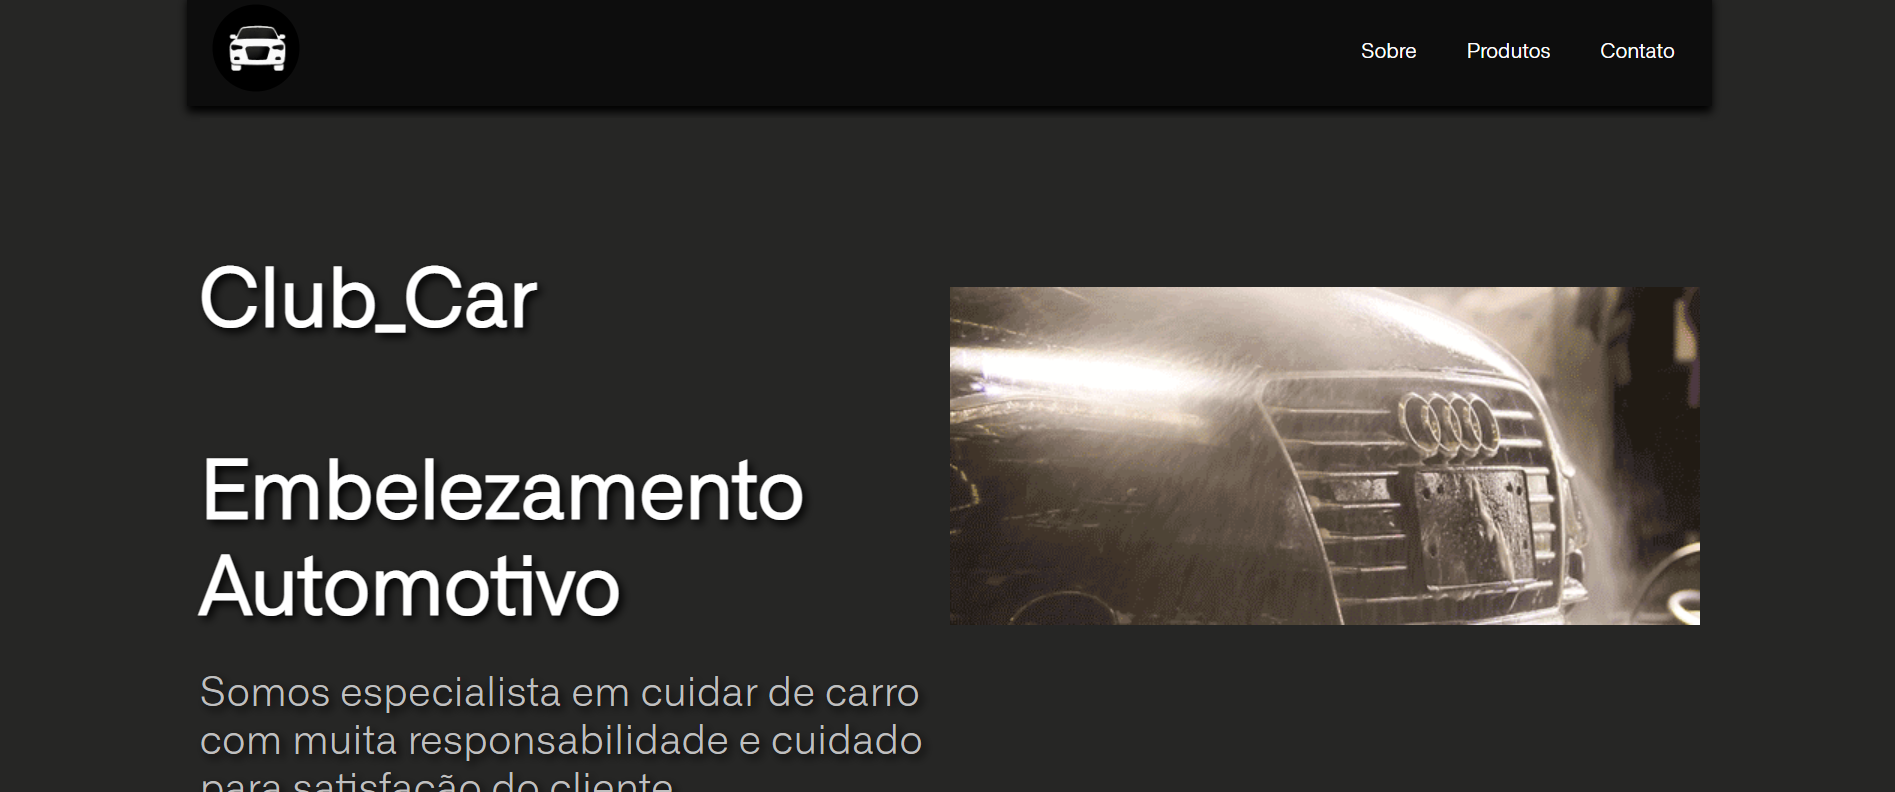 Sobre Produtos Contato
Club_Car
Embelezamento
Automotivo
Somos especialista em cuidar de carro
com muita responsabilidade e cuidado
para satisfação do cliente